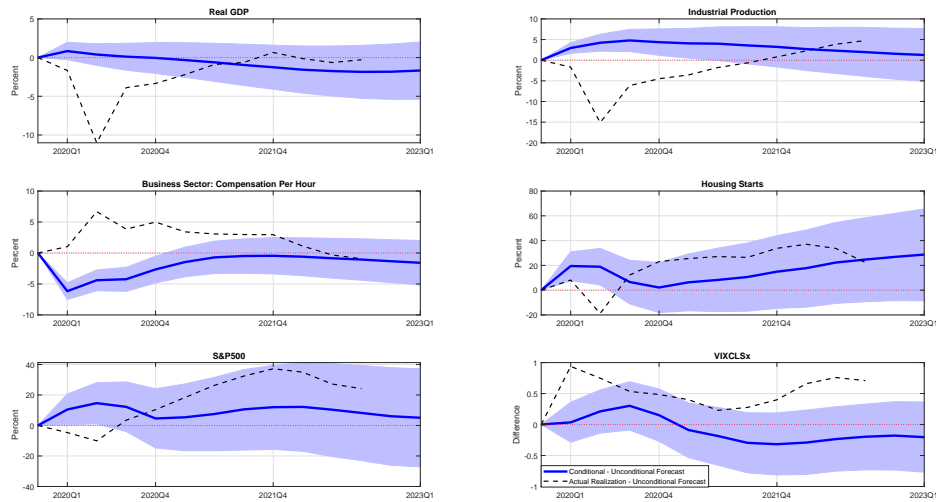 Real GDP
5
0
-5
-10
Percent
2020Q1 2020Q4 2021Q4 2023Q1
Industrial Production
10
5
0
-5
-10
-15
-20
Percent
2020Q1 2020Q4 2021Q4 2023Q1
Business Sector: Compensation Per Hour
10
5
0
-5
-10
Percent
2020Q1 2020Q4 2021Q4 2023Q1
Housing Starts
80
60
40
20
0
-20
Percent
2020Q1 2020Q4 2021Q4 2023Q1
S&P500
40
20
0
-20
-40
Percent
2020Q1 2020Q4 2021Q4 2023Q1
VIXCLSx
1
0.5
0
-0.5
-1
Difference
Conditional - Unconditional Forecast
Actual Realization - Unconditional Forecast
2020Q1 2020Q4 2021Q4 2023Q1